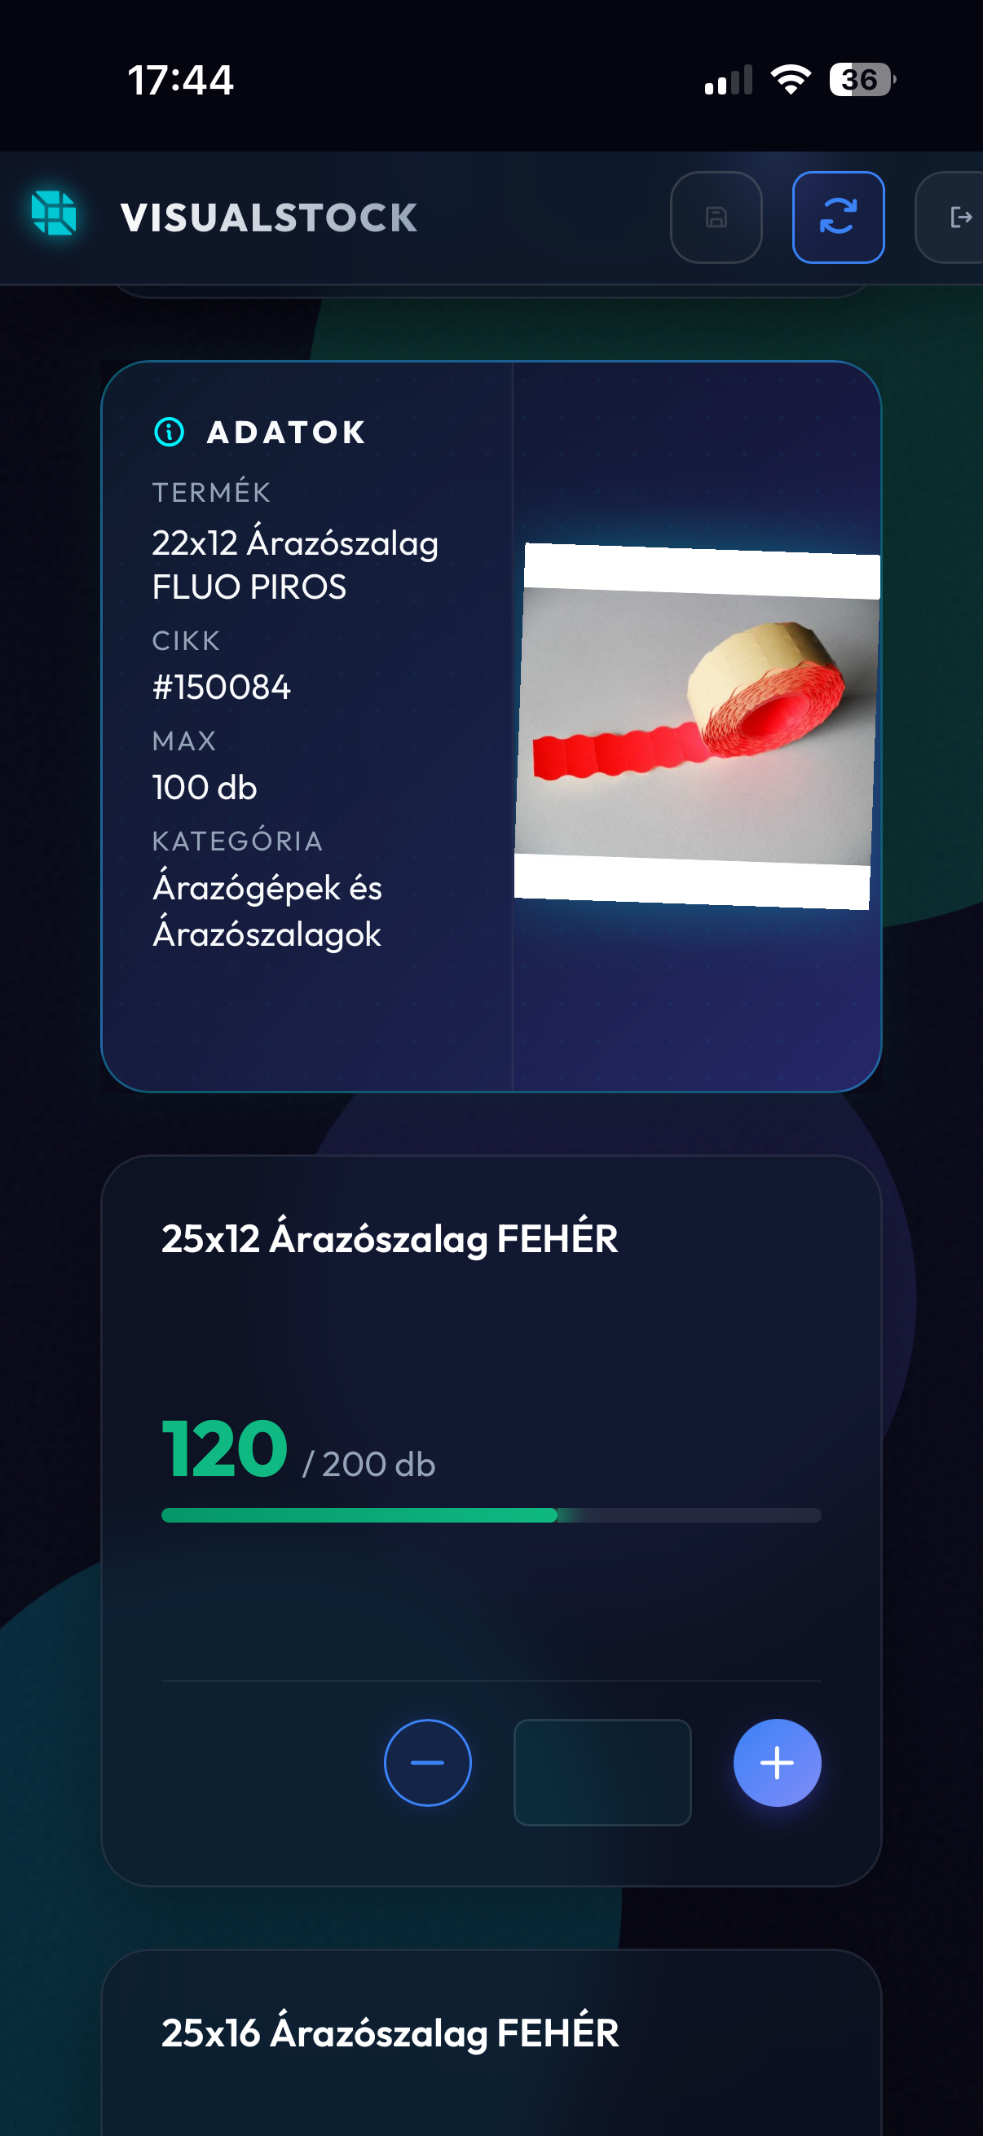 17:44
36
VISUALSTOCK
ADATOK
TERMÉK
22x12 Árazószalag
FLUO PIROS
CIKK
#150084
MAX
100 db
KATEGÓRIA
Árazógépek és
Árazószalagok
25x12 Árazószalag FEHÉR
120 / 200 db
25x16 Árazószalag FEHÉR